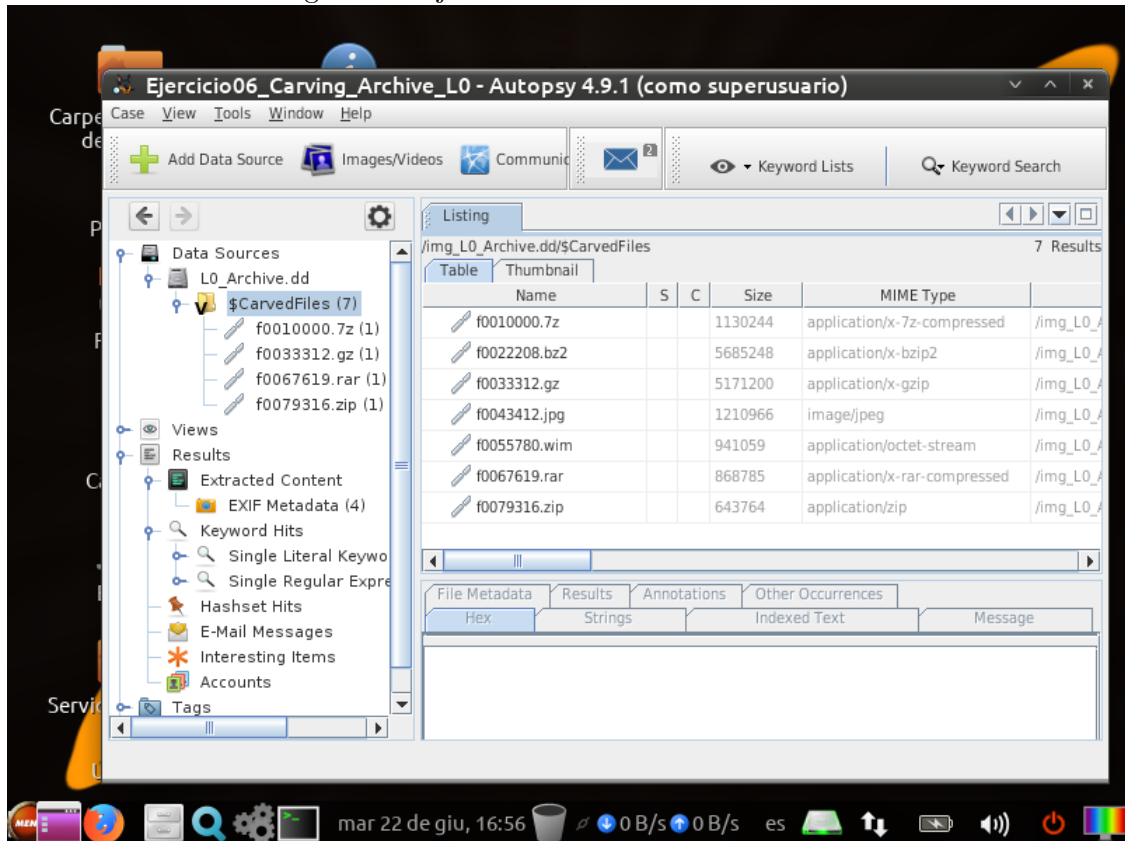 Ejercicio06_Carving_Archive_L0 - Autopsy 4.9.1 (como superusuario)
Case View Tools Window Help
Add Data Source Images/Videos Communic 2 Keyword Lists Keyword Search
Listing
/img_L0_Archive.dd/$CarvedFiles 7 Results
Table Thumbnail
Name S C Size MIME Type
f0010000.7z 1130244 application/x-7z-compressed /img_L0_A
f0022208.bz2 5685248 application/x-bzip2 /img_L0_A
f0033312.gz 5171200 application/x-gzip /img_L0_A
f0043412.jpg 1210966 image/jpeg /img_L0_A
f0055780.wim 941059 application/octet-stream /img_L0_A
f0067619.rar 868785 application/x-rar-compressed /img_L0_A
f0079316.zip 643764 application/zip /img_L0_A
Data Sources
L0_Archive.dd
$CarvedFiles (7)
f0010000.7z (1)
f0033312.gz (1)
f0067619.rar (1)
f0079316.zip (1)
Views
Results
Extracted Content
EXIF Metadata (4)
Keyword Hits
Single Literal Keywo
Single Regular Expre
Hashset Hits
E-Mail Messages
Interesting Items
Accounts
Tags
File Metadata Results Annotations Other Occurrences
Hex Strings Indexed Text Message
Carpe
de
Servic
MEN
mar 22 de giu, 16:56 0 B/s 0 B/s es